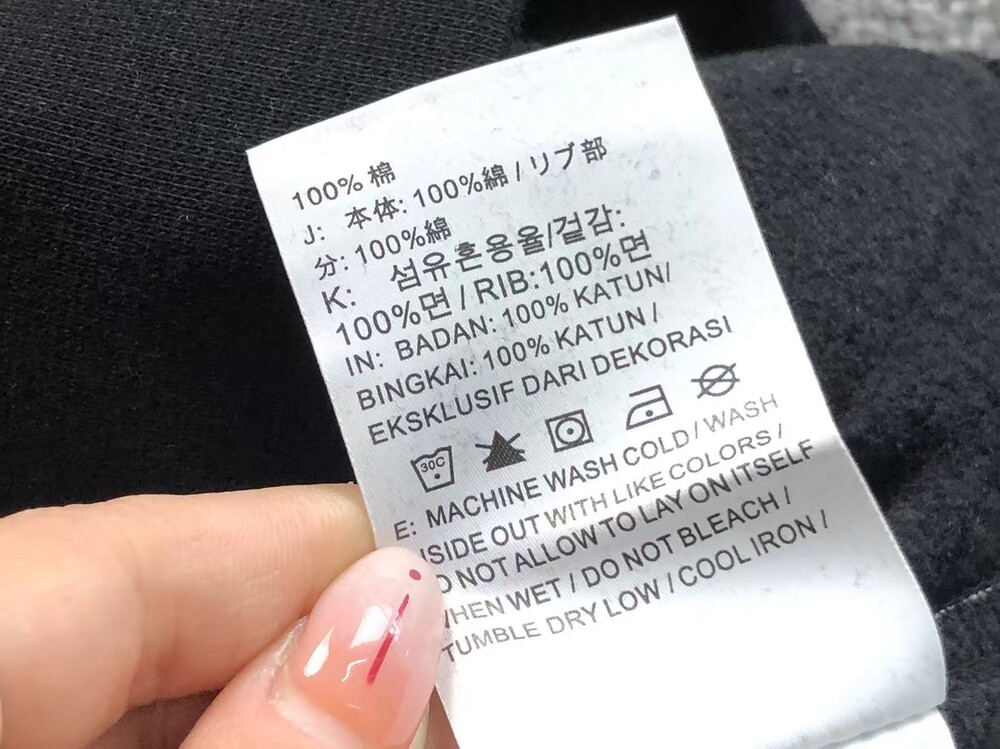 100% 棉
J: 本体: 100%綿 / リブ部
分: 100%綿
K: 섬유혼용율/겉감:
100%면 / RIB:100%면
IN: BADAN: 100% KATUN/
BINGKAI: 100% KATUN /
EKSKLUSIF DARI DEKORASI
30C
E: MACHINE WASH COLD / WASH
OUT WITH LIKE COLORS /
NOT ALLOW TO LAY ON ITSELF
WET / DO NOT BLEACH /
TUMBLE DRY LOW / COOL IRON /